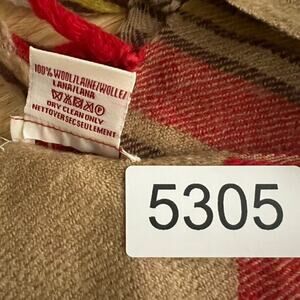 100% WOOL/LAINE/WOLLE/
LANA/LANA
DRY CLEAN ONLY
NETTOYER SEC SEULEMENT
5305